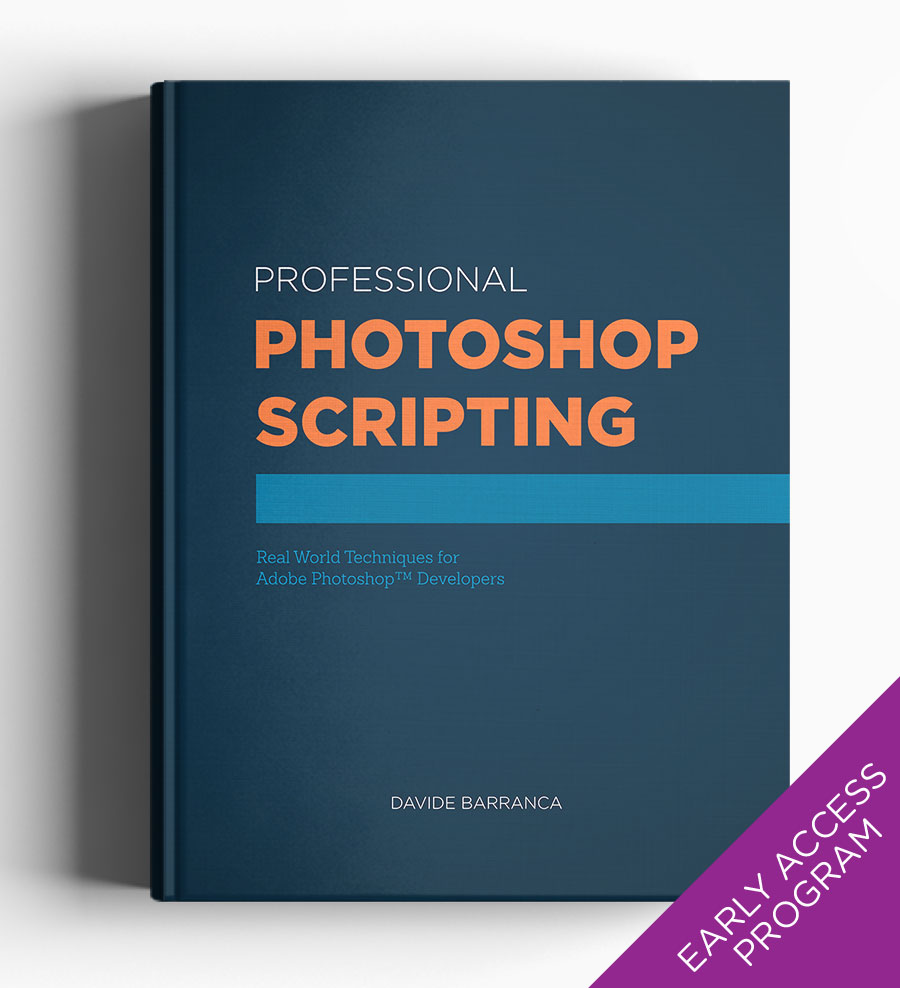 PROFESSIONAL
PHOTOSHOP
SCRIPTING
Real World Techniques for
Adobe Photoshop™ Developers
DAVIDE BARRANCA
EARLY ACCESS
PROGRAM